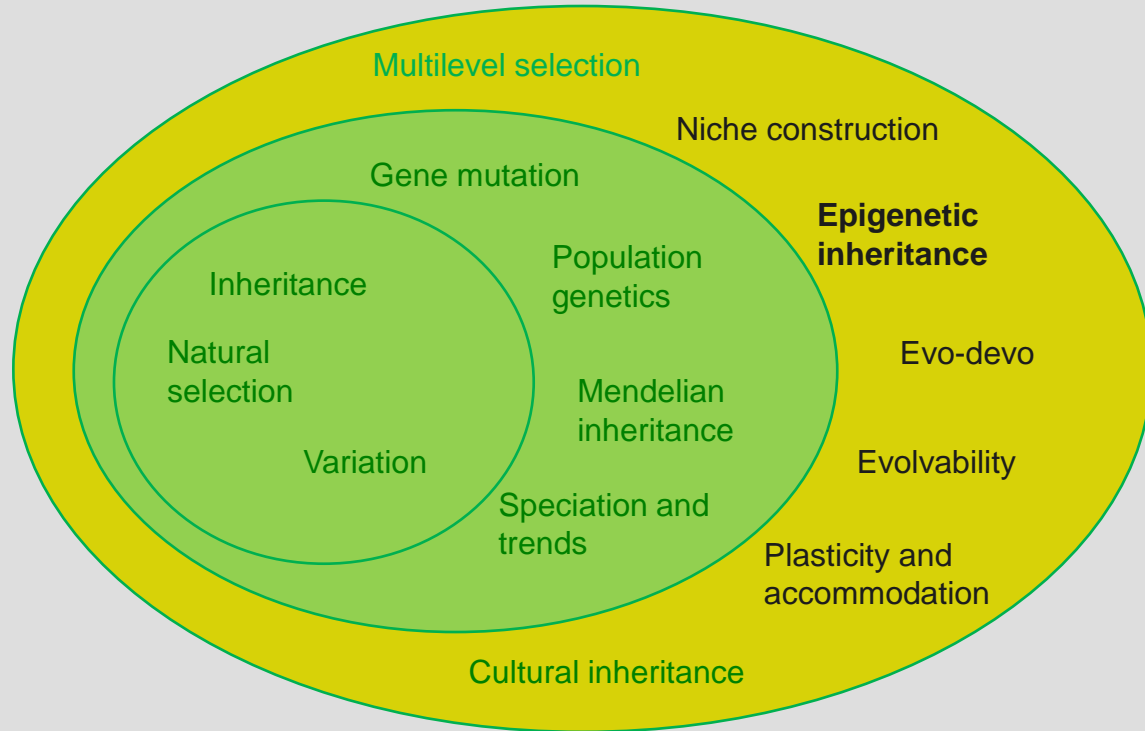 Multilevel selection
Niche construction
Gene mutation
Epigenetic
inheritance
Population
genetics
Inheritance
Natural
selection
Evo-devo
Mendelian
inheritance
Variation
Evolvability
Speciation and
trends
Plasticity and
accommodation
Cultural inheritance